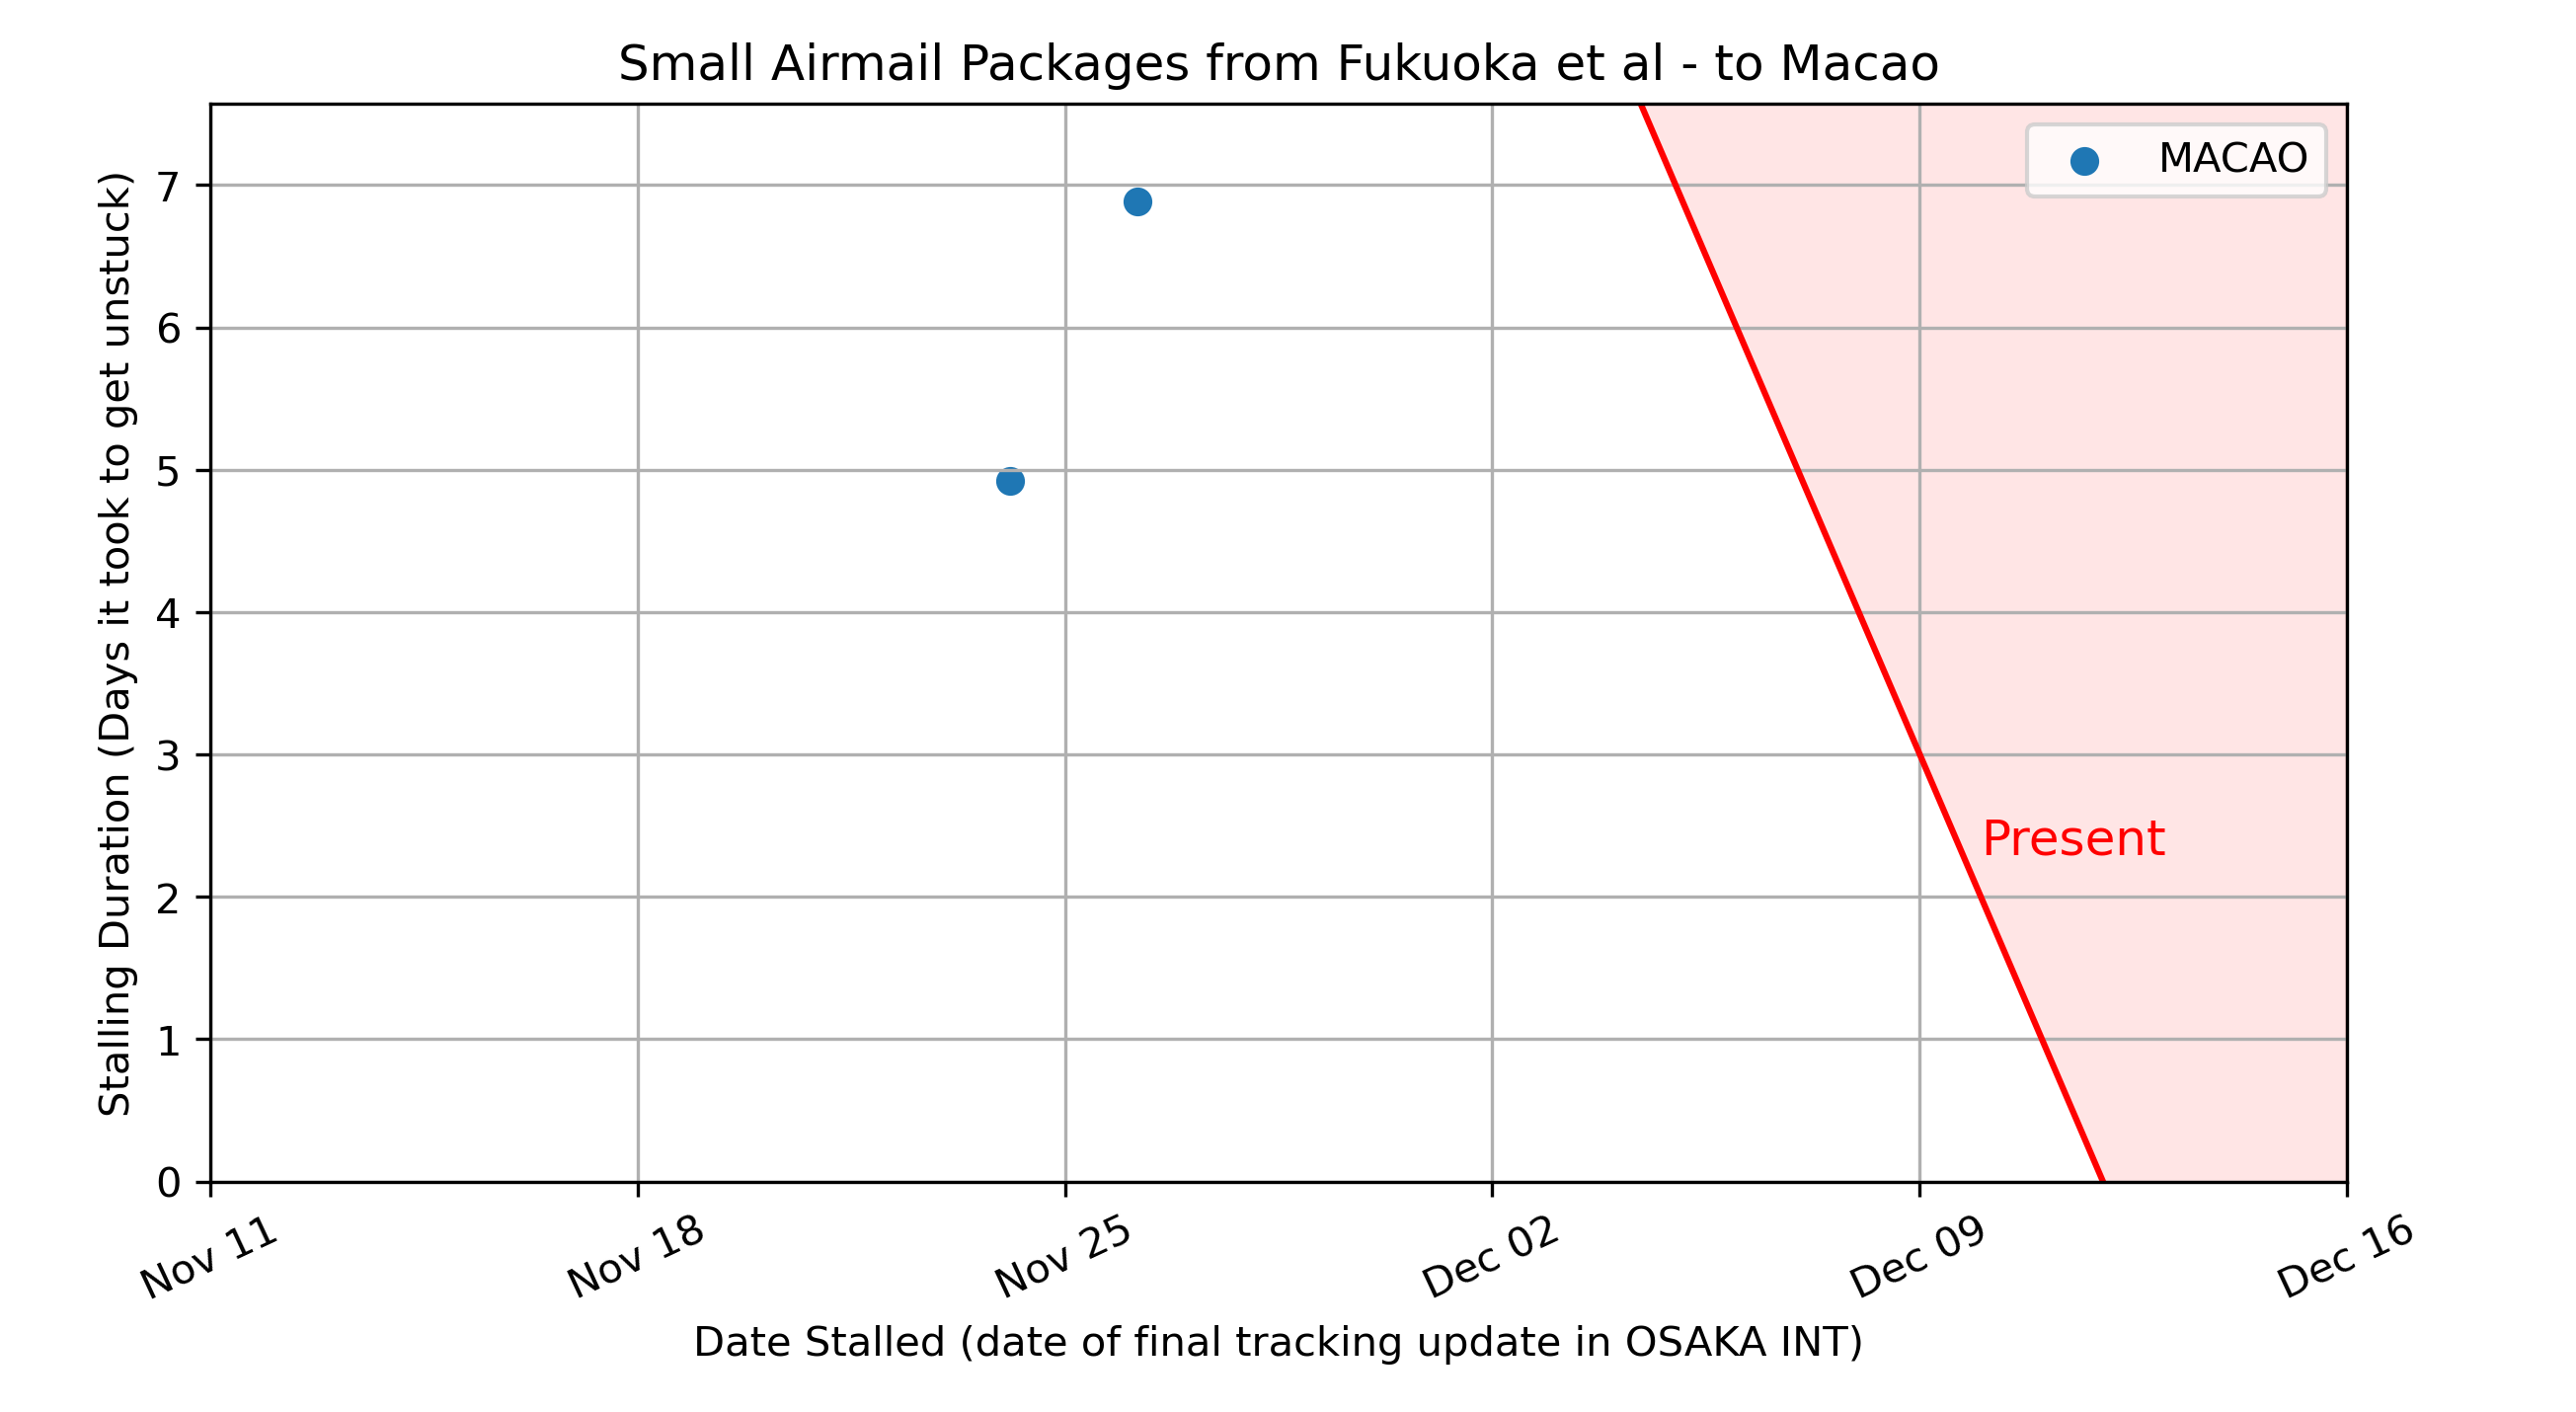 Small Airmail Packages from Fukuoka et al - to Macao
MACAO
Stalling Duration (Days it took to get unstuck)
7
6
5
4
3
2
1
0
Present
Nov 11
Nov 18
Nov 25
Dec 02
Dec 09
Dec 16
Date Stalled (date of final tracking update in OSAKA INT)